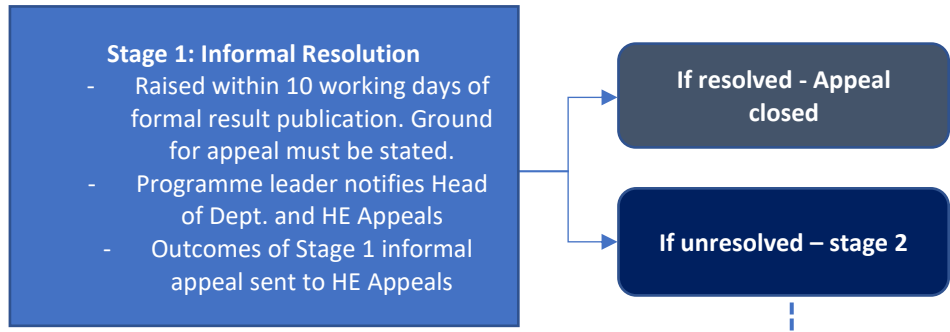 Stage 1: Informal Resolution
- Raised within 10 working days of
formal result publication. Ground
for appeal must be stated.
- Programme leader notifies Head
of Dept. and HE Appeals
- Outcomes of Stage 1 informal
appeal sent to HE Appeals
If resolved - Appeal
closed
If unresolved – stage 2